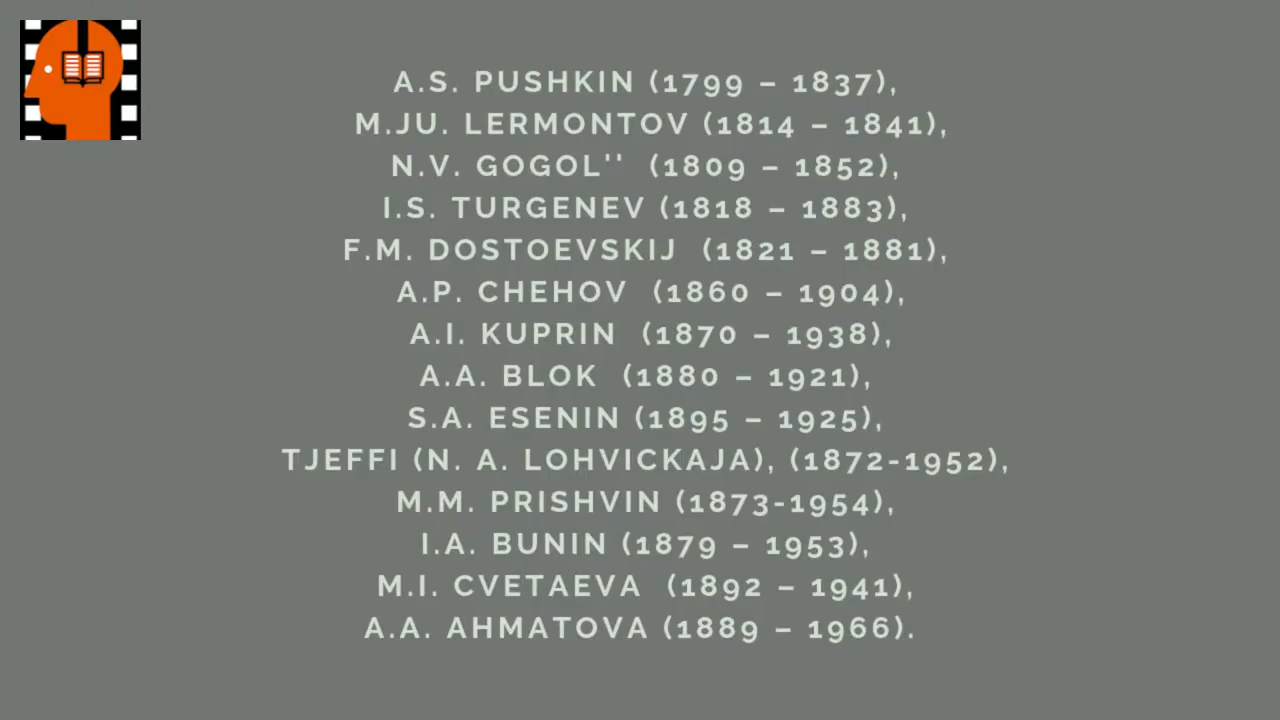 A.S. PUSHKIN (1799 – 1837),
M.JU. LERMONTOV (1814 – 1841),
N.V. GOGOL'' (1809 – 1852),
I.S. TURGENEV (1818 – 1883),
F.M. DOSTOEVSKIJ (1821 – 1881),
A.P. CHEHOV (1860 – 1904),
A.I. KUPRIN (1870 – 1938),
A.A. BLOK (1880 – 1921),
S.A. ESENIN (1895 – 1925),
TJEFFI (N. A. LOHVICKAJA), (1872-1952),
M.M. PRISHVIN (1873-1954),
I.A. BUNIN (1879 – 1953),
M.I. CVETAEVA (1892 – 1941),
A.A. AHMATOVA (1889 – 1966).